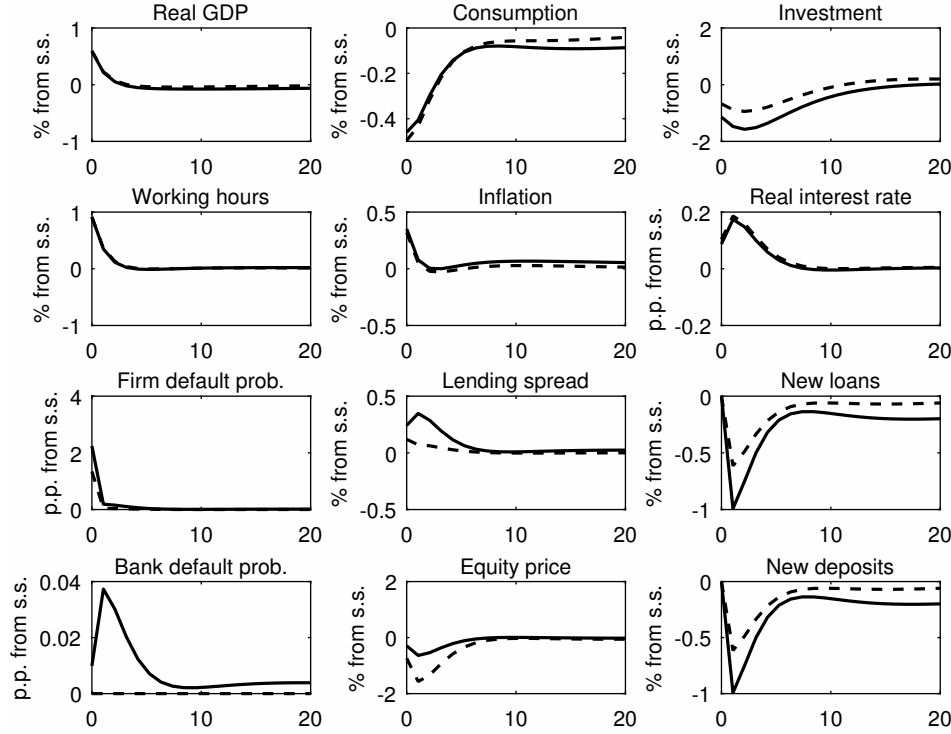 Real GDP
% from s.s.
1
0
-1
0 10 20
Consumption
% from s.s.
0
-0.2
-0.4
0 10 20
Investment
% from s.s.
2
0
-2
0 10 20
Working hours
% from s.s.
1
0
-1
0 10 20
Inflation
% from s.s.
0.5
0
-0.5
0 10 20
Real interest rate
p.p. from s.s.
0.2
0
-0.2
0 10 20
Firm default prob.
p.p. from s.s.
4
2
0
0 10 20
Lending spread
% from s.s.
0.5
0
-0.5
0 10 20
New loans
% from s.s.
0
-0.5
-1
0 10 20
Bank default prob.
p.p. from s.s.
0.04
0.02
0
0 10 20
Equity price
% from s.s.
2
0
-2
0 10 20
New deposits
% from s.s.
0
-0.5
-1
0 10 20